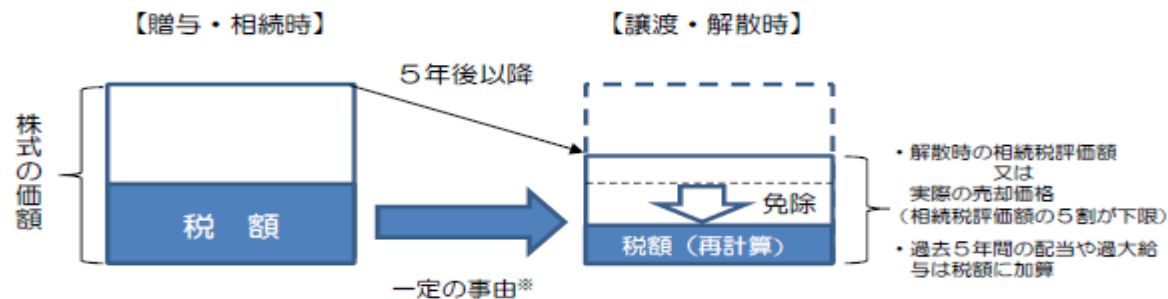 【贈与・相続時】
【譲渡・解散時】
５年後以降
株式の価額
税　額
一定の事由※
免除
税額（再計算）
・解散時の相続税評価額
又は
実際の売却価格
（相続税評価額の５割が下限）
・過去５年間の配当や過大給
与は税額に加算